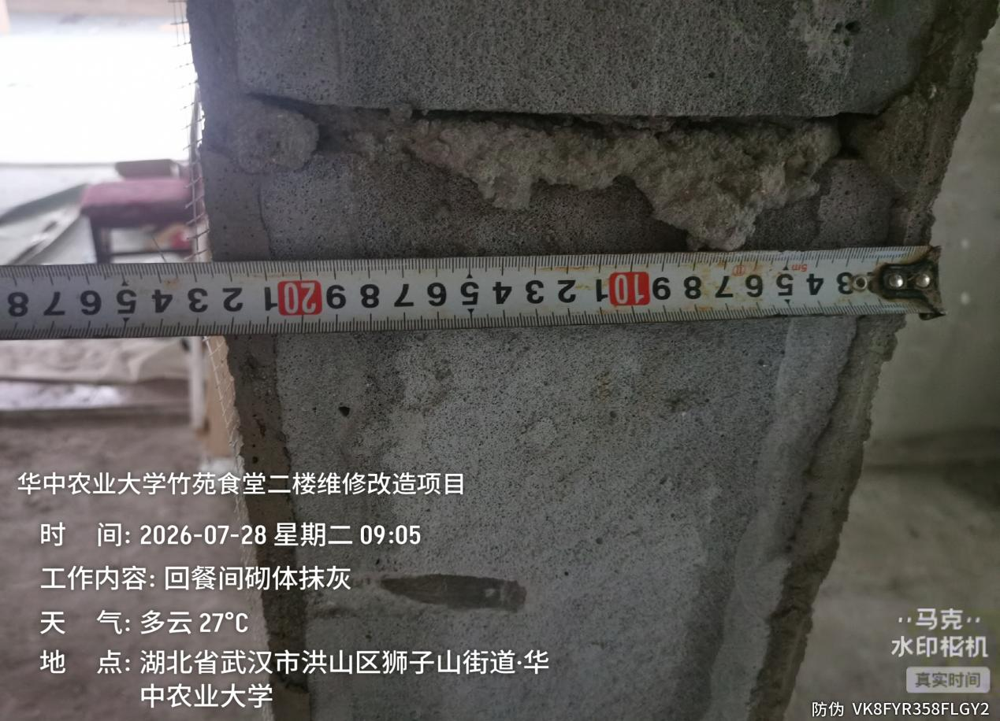 8 7 6 5 4 3 2 1 20 9 8 7 6 5 4 3 2 1 10 9 8 7 6 5 4 3
5m
华中农业大学竹苑食堂二楼维修改造项目
时 间: 2026-07-28 星期二 09:05
工作内容: 回餐间砌体抹灰
天 气: 多云 27°C
地 点: 湖北省武汉市洪山区狮子山街道·华
中农业大学
马克
水印相机
真实时间
防伪 VK8FYR358FLGY2